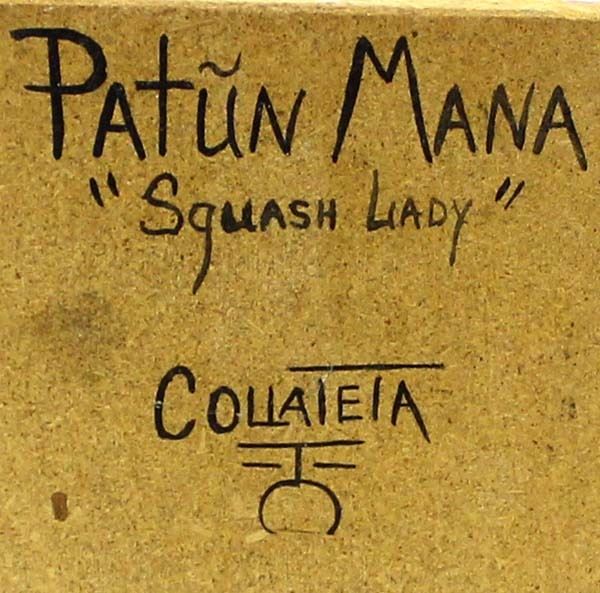 PATŨN MANA
"SQUASH LADY"
COLLATETA